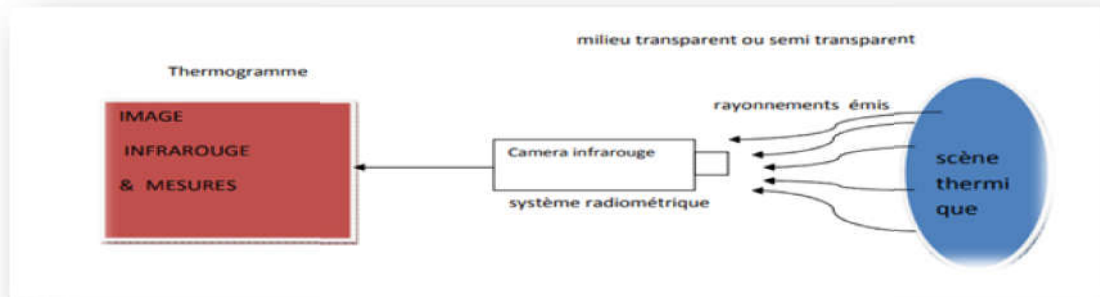 milieu transparent ou semi transparent
Thermogramme
rayonnements émis
IMAGE
INFRAROUGE
& MESURES
Camera infrarouge
système radiométrique
scène
thermi
que